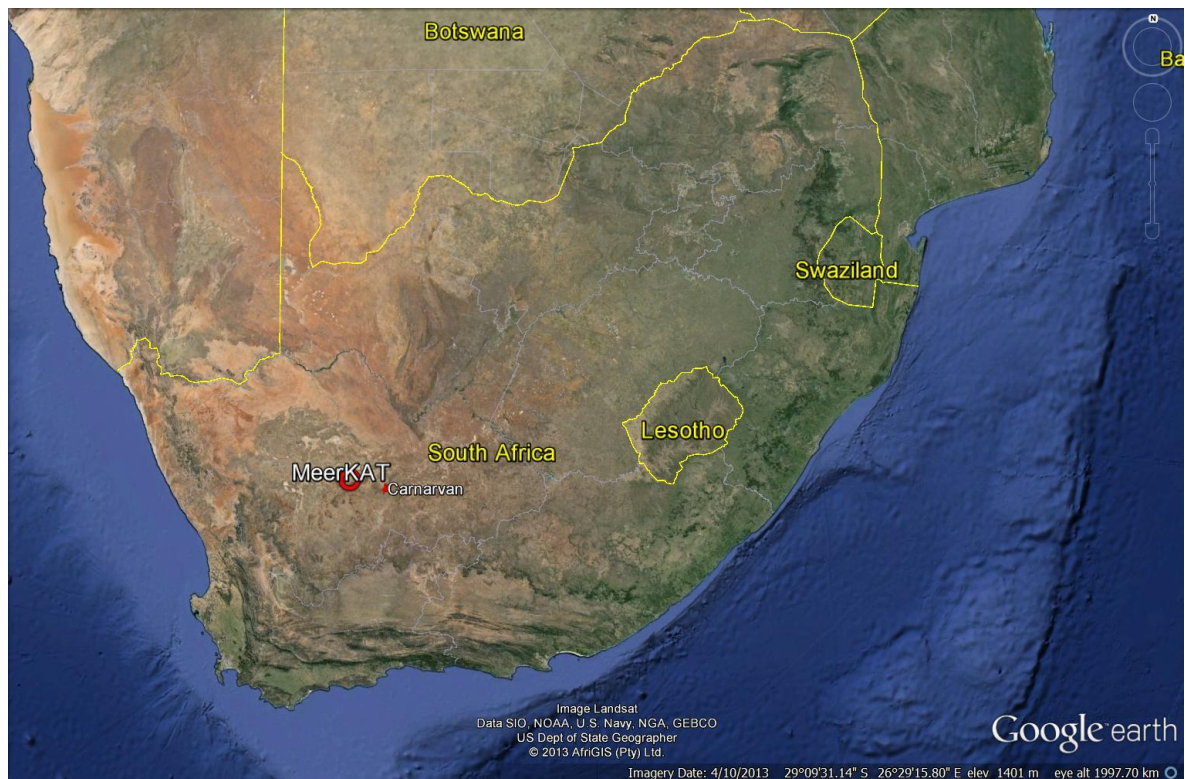 Botswana
N
Ba
Swaziland
Lesotho
South Africa
MeerKAT
Carnarvan
Image Landsat
Data SIO, NOAA, U.S. Navy, NGA, GEBCO
US Dept of State Geographer
© 2013 AfriGIS (Pty) Ltd.
Google earth
Imagery Date: 4/10/2013 29°09'31.14" S 26°29'15.80" E elev 1401 m eye alt 1997.70 km